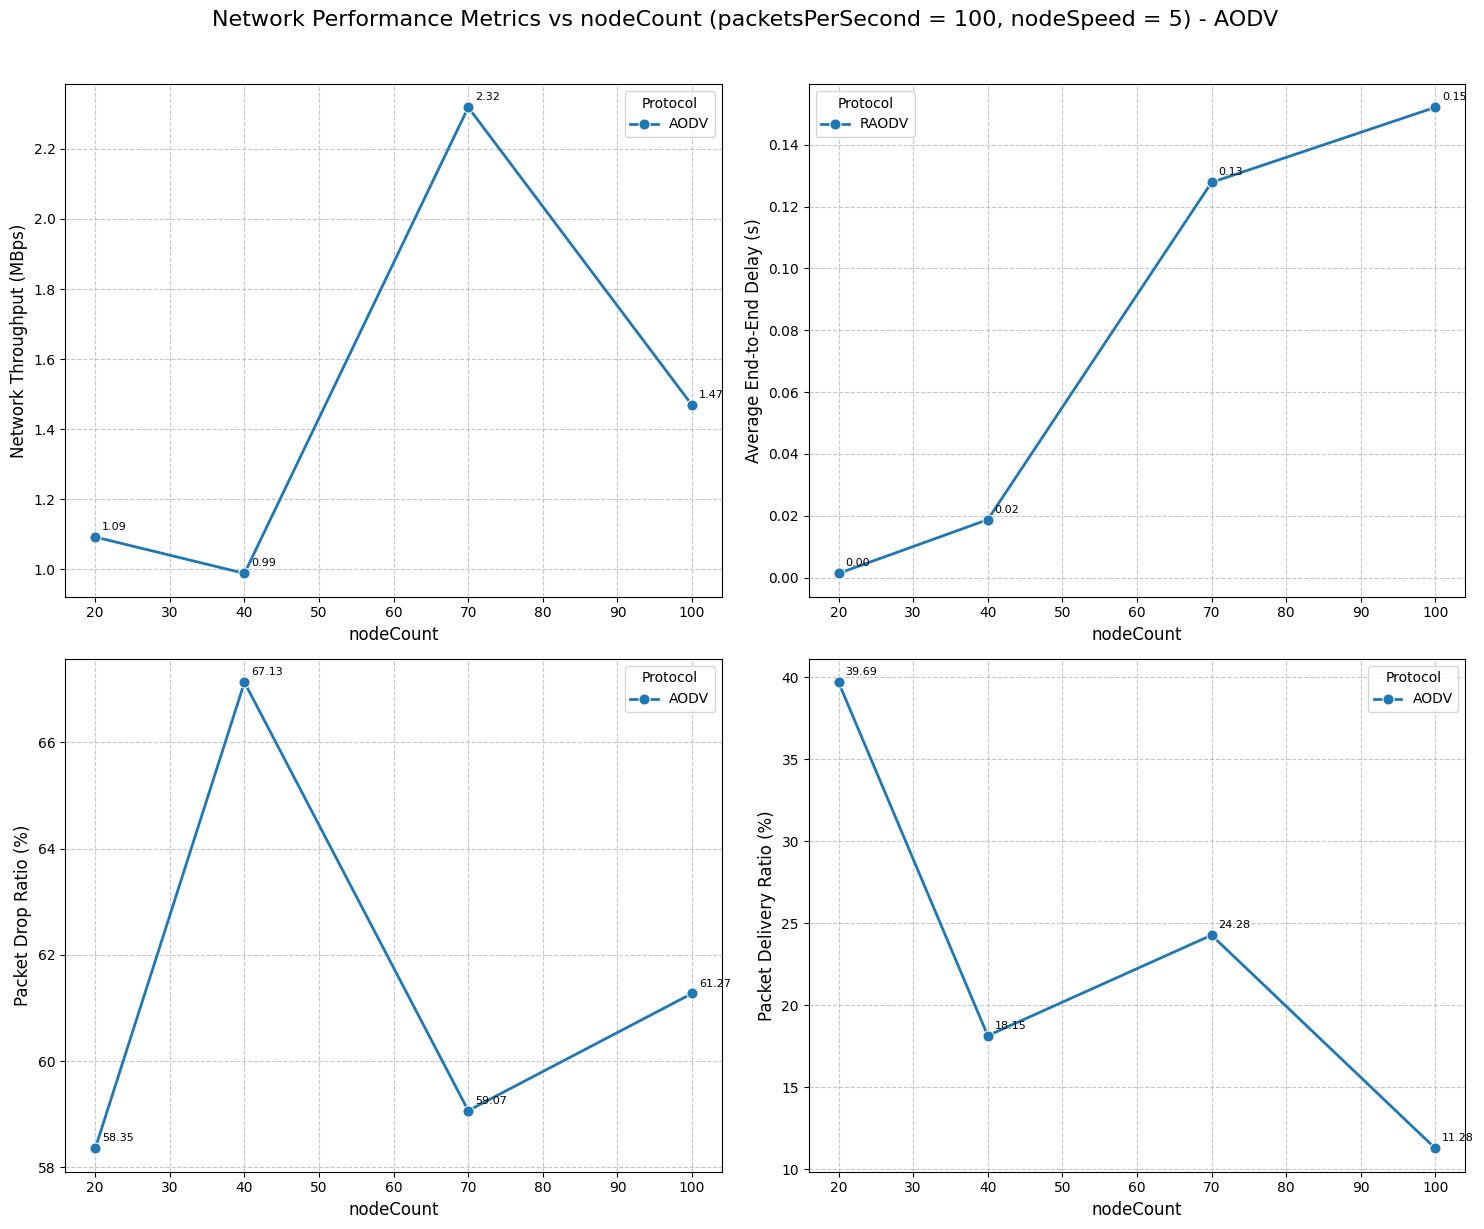 Network Performance Metrics vs nodeCount (packetsPerSecond = 100, nodeSpeed = 5) - AODV
Network Throughput (MBps)
2.2
2.0
1.8
1.6
1.4
1.2
1.0
Protocol
AODV
1.09
0.99
2.32
1.47
20 30 40 50 60 70 80 90 100
nodeCount
Average End-to-End Delay (s)
0.14
0.12
0.10
0.08
0.06
0.04
0.02
0.00
Protocol
RAODV
0.00
0.02
0.13
0.15
20 30 40 50 60 70 80 90 100
nodeCount
Packet Drop Ratio (%)
66
64
62
60
58
Protocol
AODV
58.35
67.13
59.07
61.27
20 30 40 50 60 70 80 90 100
nodeCount
Packet Delivery Ratio (%)
40
35
30
25
20
15
10
Protocol
AODV
39.69
18.15
24.28
11.28
20 30 40 50 60 70 80 90 100
nodeCount